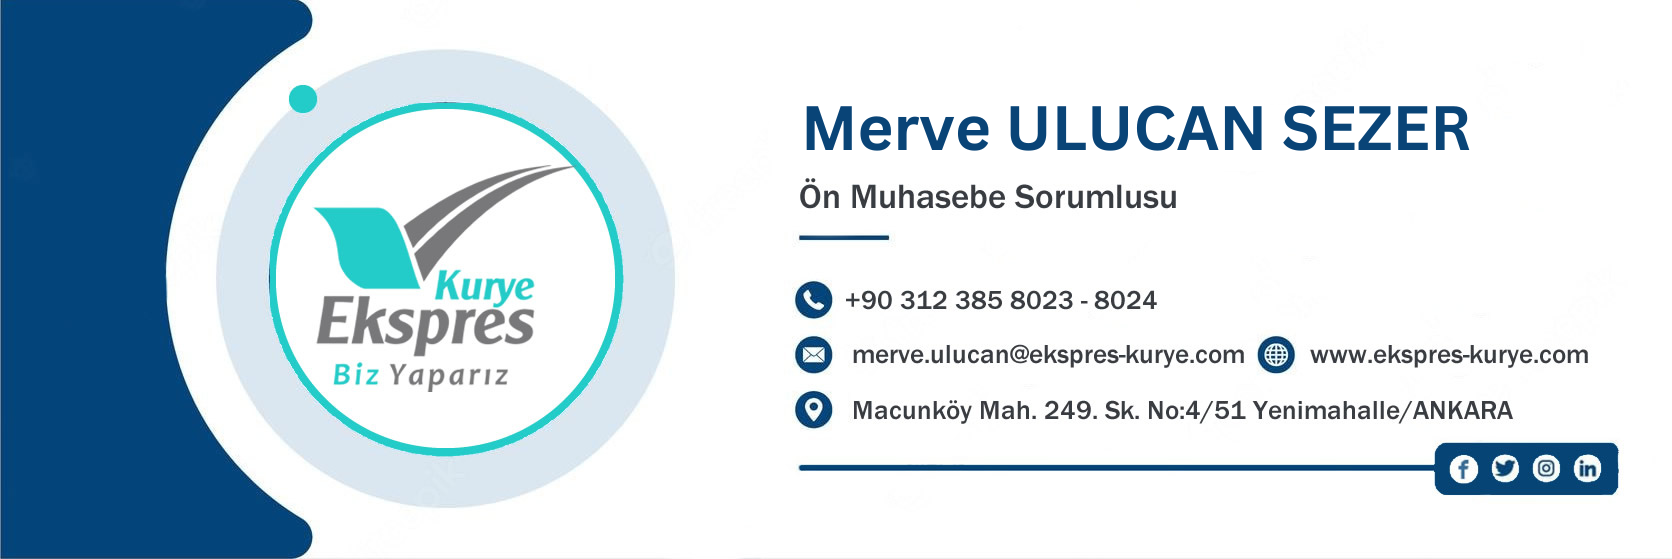 Kurye
Ekspres
Biz Yaparız
Merve ULUCAN SEZER
Ön Muhasebe Sorumlusu
+90 312 385 8023 - 8024
merve.ulucan@ekspres-kurye.com www.ekspres-kurye.com
Macunköy Mah. 249. Sk. No:4/51 Yenimahalle/ANKARA